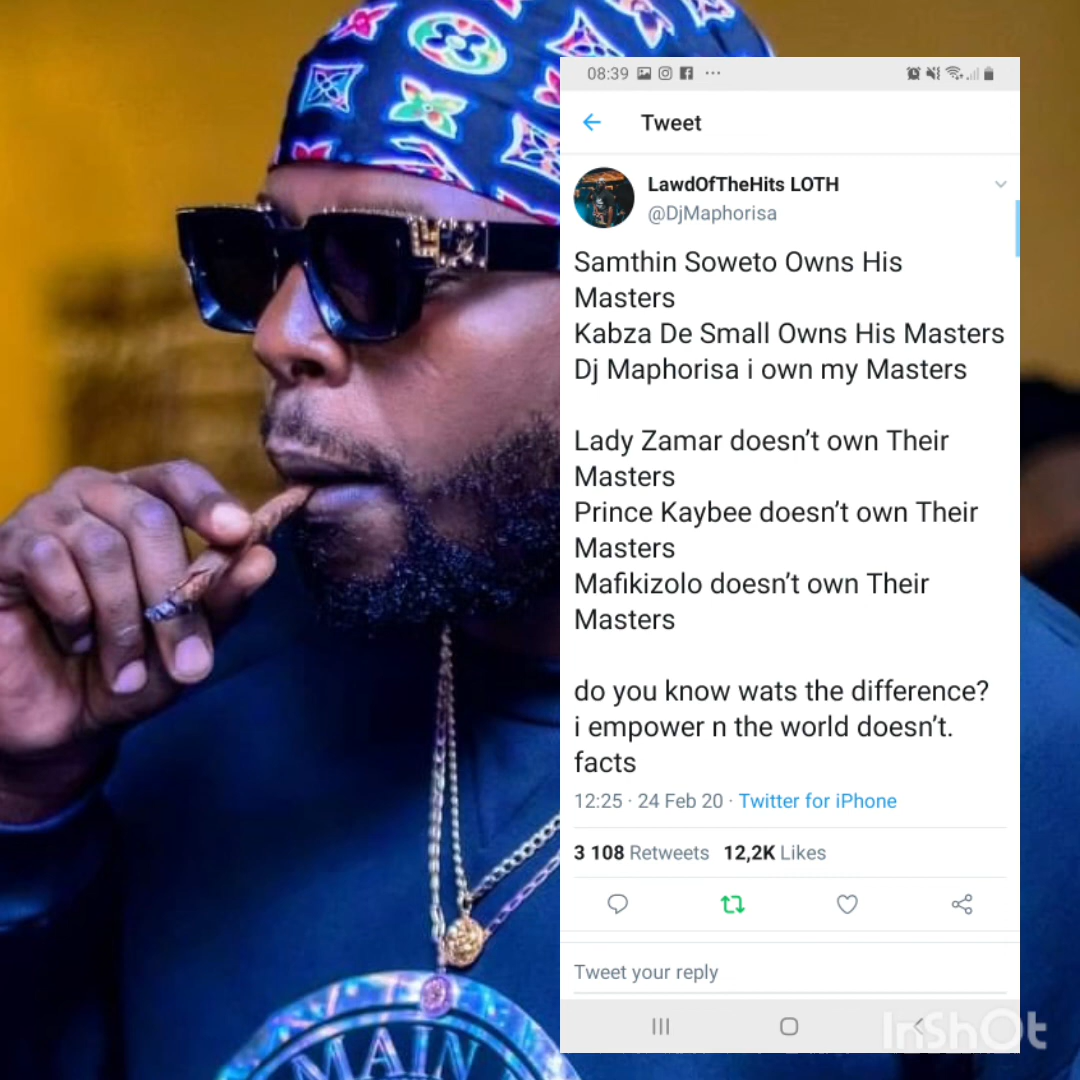 08:39
Tweet
LawdOfTheHits LOTH
@DjMaphorisa
Samthin Soweto Owns His
Masters
Kabza De Small Owns His Masters
Dj Maphorisa i own my Masters
Lady Zamar doesn’t own Their
Masters
Prince Kaybee doesn’t own Their
Masters
Mafikizolo doesn’t own Their
Masters
do you know wats the difference?
i empower n the world doesn’t.
facts
12:25 · 24 Feb 20 · Twitter for iPhone
3 108 Retweets 12,2K Likes
Tweet your reply
InShOt
MAIN